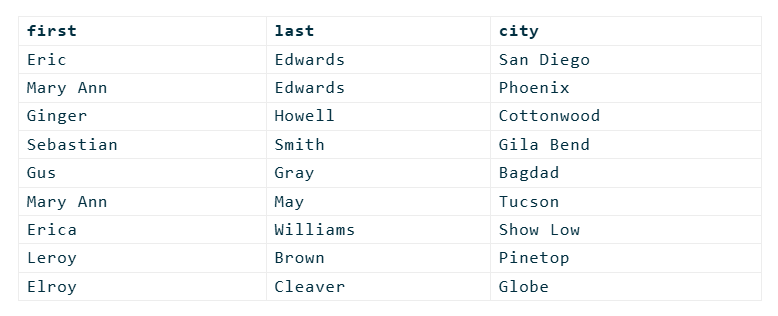 first last city
Eric Edwards San Diego
Mary Ann Edwards Phoenix
Ginger Howell Cottonwood
Sebastian Smith Gila Bend
Gus Gray Bagdad
Mary Ann May Tucson
Erica Williams Show Low
Leroy Brown Pinetop
Elroy Cleaver Globe